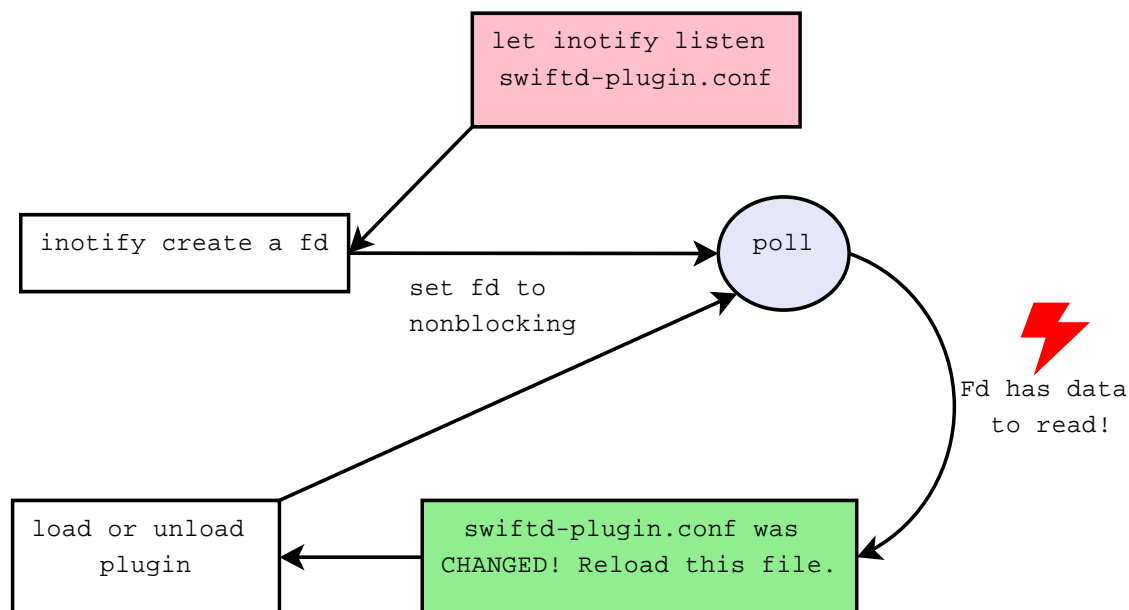 let inotify listen
swiftd-plugin.conf
inotify create a fd
poll
set fd to
nonblocking
Fd has data
to read!
load or unload
plugin
swiftd-plugin.conf was
CHANGED! Reload this file.